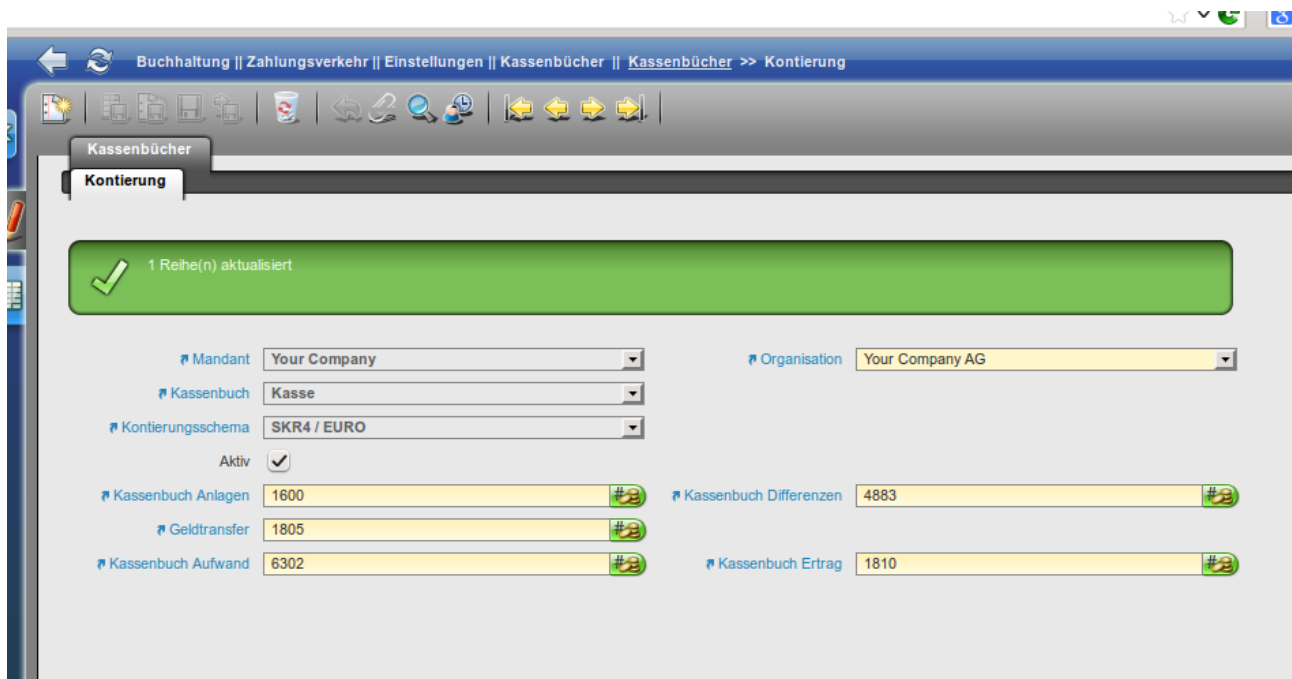 Buchhaltung || Zahlungsverkehr || Einstellungen || Kassenbücher || Kassenbücher >> Kontierung
Kassenbücher
Kontierung
1 Reihe(n) aktualisiert
Mandant Your Company Organisation Your Company AG
Kassenbuch Kasse
Kontierungsschema SKR4 / EURO
Aktiv
Kassenbuch Anlagen 1600 Kassenbuch Differenzen 4883
Geldtransfer 1805
Kassenbuch Aufwand 6302 Kassenbuch Ertrag 1810